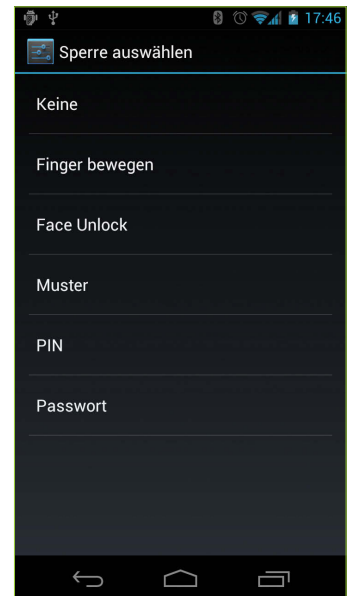 17:46
Sperre auswählen
Keine
Finger bewegen
Face Unlock
Muster
PIN
Passwort